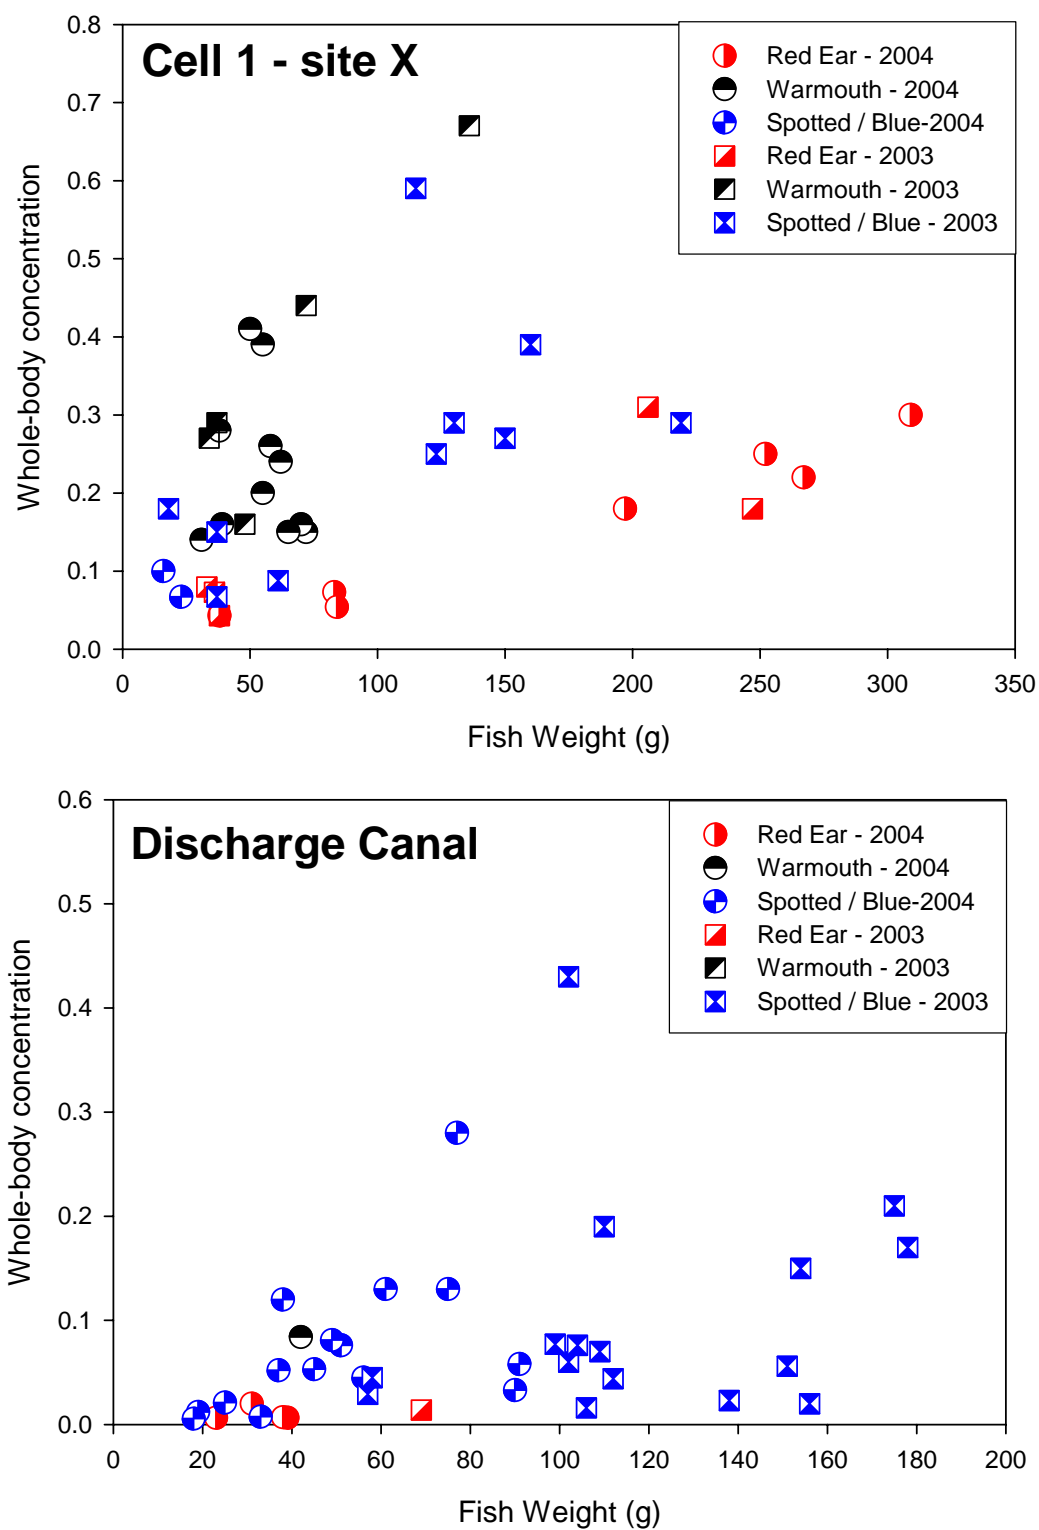 Cell 1 - site X
Red Ear - 2004
Warmouth - 2004
Spotted / Blue-2004
Red Ear - 2003
Warmouth - 2003
Spotted / Blue - 2003
Whole-body concentration
0.8
0.7
0.6
0.5
0.4
0.3
0.2
0.1
0.0
0 50 100 150 200 250 300 350
Fish Weight (g)
Discharge Canal
Red Ear - 2004
Warmouth - 2004
Spotted / Blue-2004
Red Ear - 2003
Warmouth - 2003
Spotted / Blue - 2003
Whole-body concentration
0.6
0.5
0.4
0.3
0.2
0.1
0.0
0 20 40 60 80 100 120 140 160 180 200
Fish Weight (g)